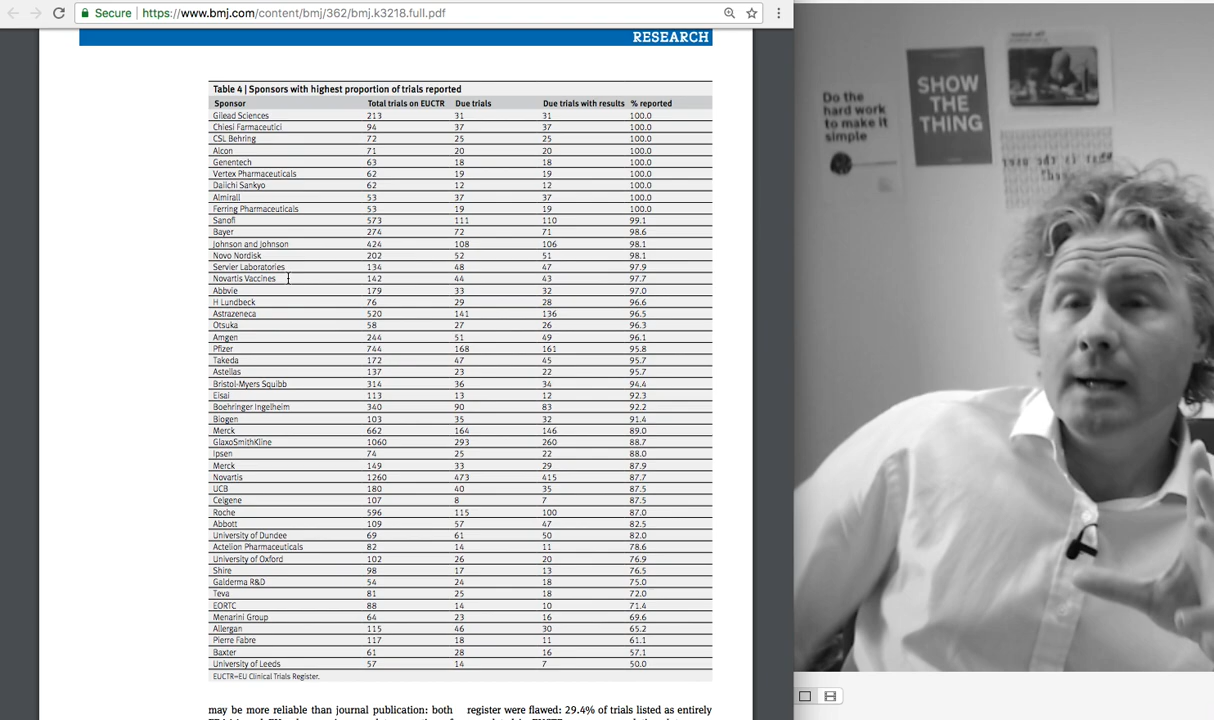 Secure https://www.bmj.com/content/bmj/362/bmj.k3218.full.pdf
RESEARCH
Table 4 | Sponsors with highest proportion of trials reported
Sponsor Total trials on EUCTR Due trials Due trials with results % reported
Gilead Sciences 213 31 31 100.0
Chiesi Farmaceutici 94 37 37 100.0
CSL Behring 72 25 25 100.0
Alcon 71 20 20 100.0
Genentech 63 18 18 100.0
Vertex Pharmaceuticals 62 19 19 100.0
Daiichi Sankyo 62 12 12 100.0
Almirall 53 37 37 100.0
Ferring Pharmaceuticals 53 19 19 100.0
Sanofi 573 111 110 99.1
Bayer 274 72 71 98.6
Johnson and Johnson 424 108 106 98.1
Novo Nordisk 202 52 51 98.1
Servier Laboratories 134 48 47 97.9
Novartis Vaccines 142 44 43 97.7
Abbvie 179 33 32 97.0
H Lundbeck 76 29 28 96.6
Astrazeneca 520 141 136 96.5
Otsuka 58 27 26 96.3
Amgen 244 51 49 96.1
Pfizer 744 168 161 95.8
Takeda 172 47 45 95.7
Astellas 137 23 22 95.7
Bristol-Myers Squibb 314 36 34 94.4
Eisai 113 13 12 92.3
Boehringer Ingelheim 340 90 83 92.2
Biogen 103 35 32 91.4
Merck 662 164 146 89.0
GlaxoSmithKline 1060 293 260 88.7
Ipsen 74 25 22 88.0
Merck 149 33 29 87.9
Novartis 1260 473 415 87.7
UCB 180 40 35 87.5
Celgene 107 8 7 87.5
Roche 596 115 100 87.0
Abbott 109 57 47 82.5
University of Dundee 69 61 50 82.0
Actelion Pharmaceuticals 82 14 11 78.6
University of Oxford 102 26 20 76.9
Shire 98 17 13 76.5
Galderma R&D 54 24 18 75.0
Teva 81 25 18 72.0
EORTC 88 14 10 71.4
Menarini Group 64 23 16 69.6
Allergan 115 46 30 65.2
Pierre Fabre 117 18 11 61.1
Baxter 61 28 16 57.1
University of Leeds 57 14 7 50.0
EUCTR=EU Clinical Trials Register.
may be more reliable than journal publication: both
register were flawed: 29.4% of trials listed as entirely
Do the
hard work
to make it
simple
SHOW
THE
THING